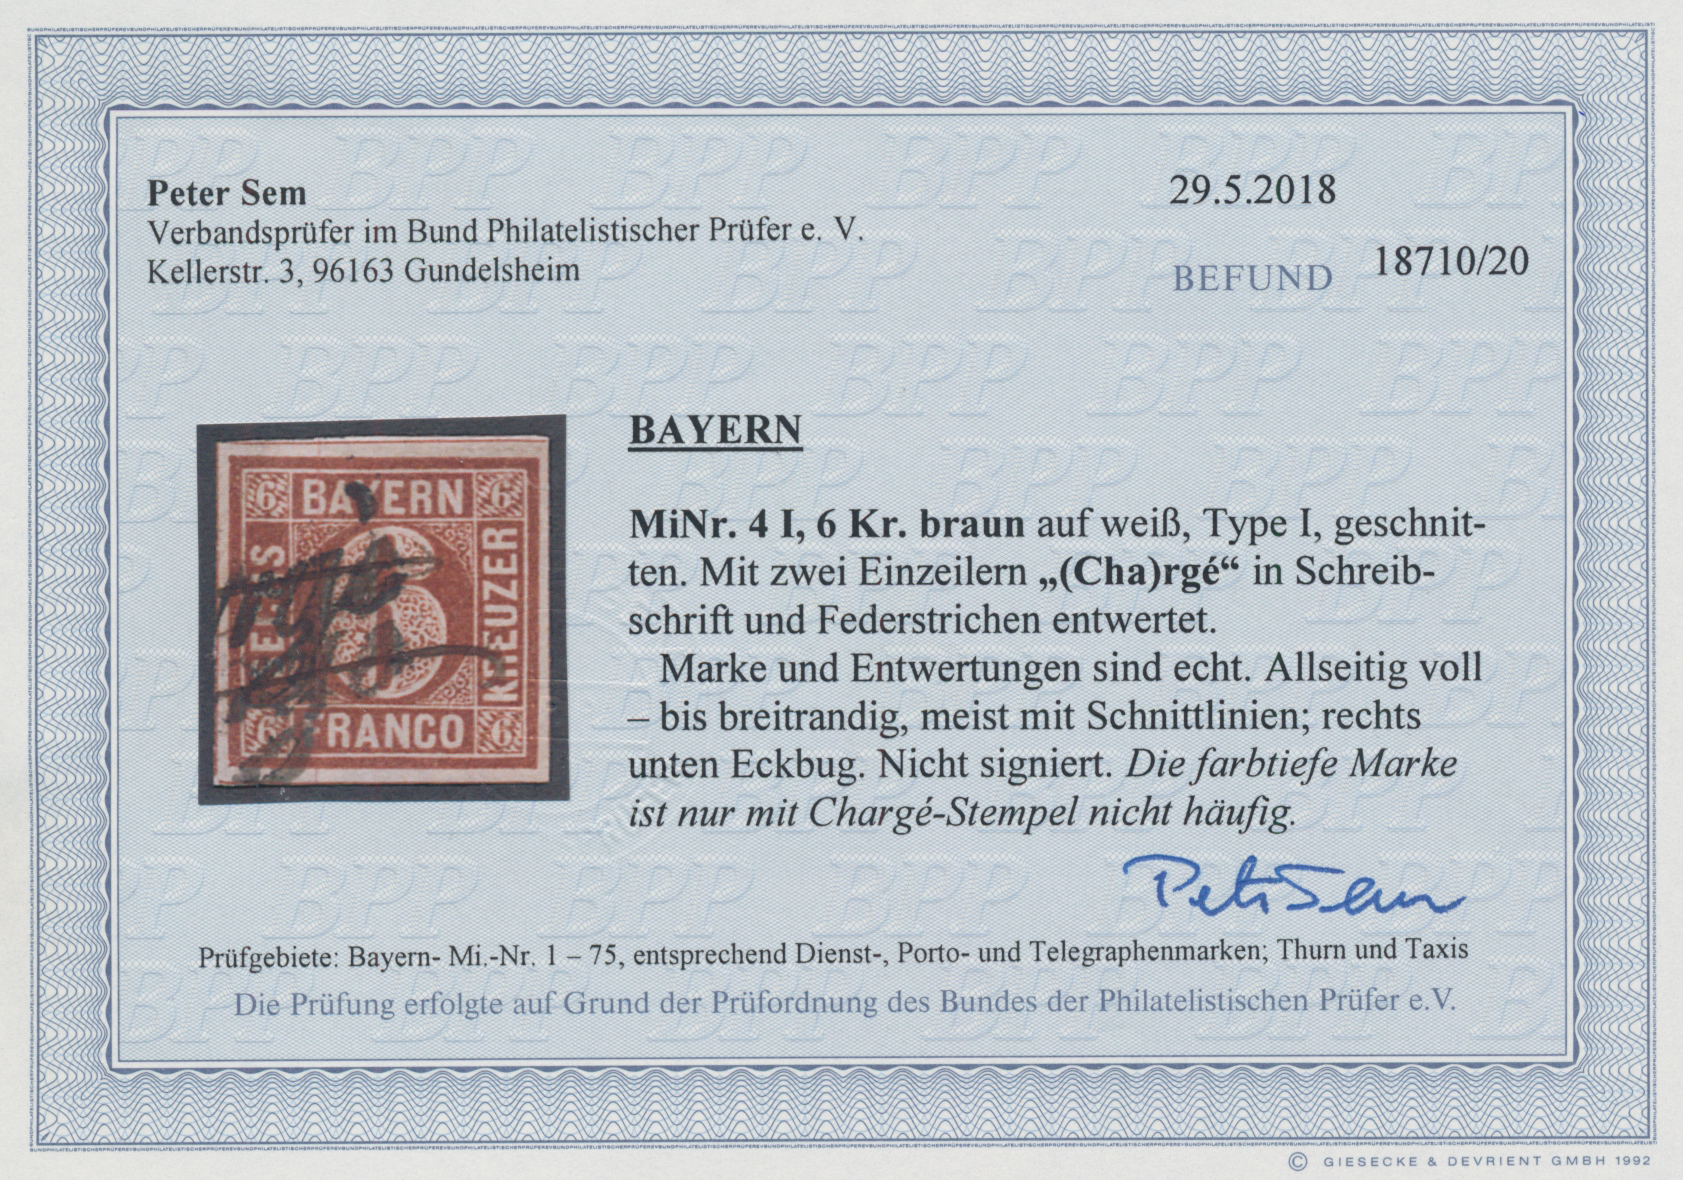 Peter Sem
Verbandsprüfer im Bund Philatelistischer Prüfer e. V.
Kellerstr. 3, 96163 Gundelsheim
29.5.2018
BEFUND 18710/20
BAYERN
MiNr. 4 I, 6 Kr. braun auf weiß, Type I, geschnit-
ten. Mit zwei Einzeilern „(Cha)rgé“ in Schreib-
schrift und Federstrichen entwertet.
Marke und Entwertungen sind echt. Allseitig voll
– bis breitrandig, meist mit Schnittlinien; rechts
unten Eckbug. Nicht signiert. Die farbtiefe Marke
ist nur mit Chargé-Stempel nicht häufig.
6 BAYERN 6
SECHS
KREUZER
6 FRANCO 6
rgé
Peter Sem
Prüfgebiete: Bayern- Mi.-Nr. 1 – 75, entsprechend Dienst-, Porto- und Telegraphenmarken; Thurn und Taxis
Die Prüfung erfolgte auf Grund der Prüfordnung des Bundes der Philatelistischen Prüfer e.V.
© GIESECKE & DEVRIENT GMBH 1992
BPP